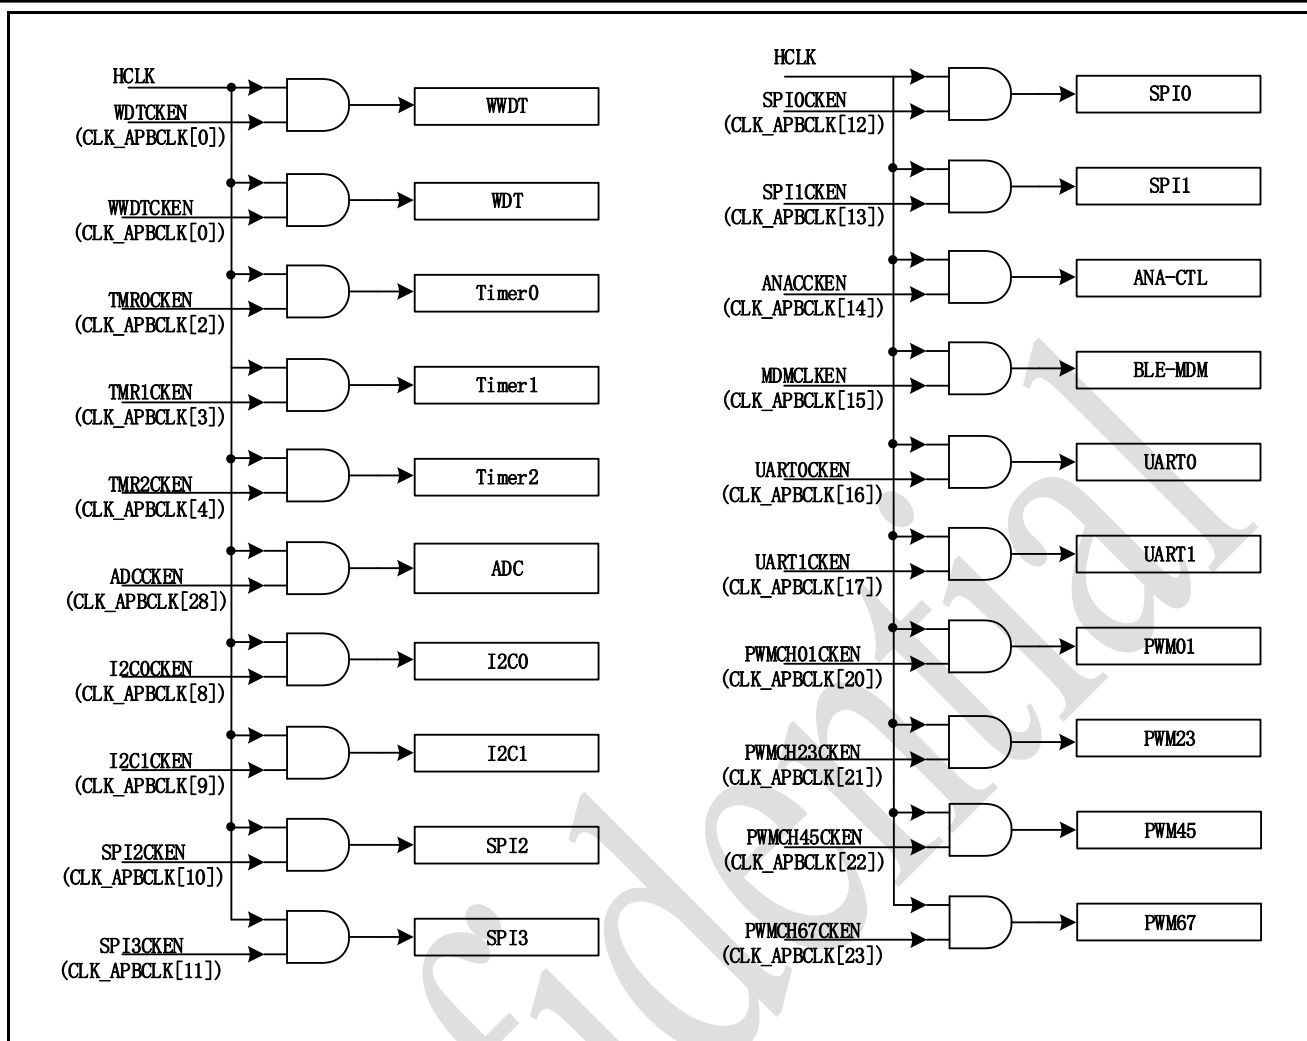 HCLK
WDTCKEN
(CLK_APBCLK[0])
WWDT
WWDTCKEN
(CLK_APBCLK[0])
WDT
TMR0CKEN
(CLK_APBCLK[2])
Timer0
TMR1CKEN
(CLK_APBCLK[3])
Timer1
TMR2CKEN
(CLK_APBCLK[4])
Timer2
ADCCKEN
(CLK_APBCLK[28])
ADC
I2C0CKEN
(CLK_APBCLK[8])
I2C0
I2C1CKEN
(CLK_APBCLK[9])
I2C1
SPI2CKEN
(CLK_APBCLK[10])
SPI2
SPI3CKEN
(CLK_APBCLK[11])
SPI3
HCLK
SPI0CKEN
(CLK_APBCLK[12])
SPI0
SPI1CKEN
(CLK_APBCLK[13])
SPI1
ANACCKEN
(CLK_APBCLK[14])
ANA-CTL
MDMCLKEN
(CLK_APBCLK[15])
BLE-MDM
UART0CKEN
(CLK_APBCLK[16])
UART0
UART1CKEN
(CLK_APBCLK[17])
UART1
PWMCH01CKEN
(CLK_APBCLK[20])
PWM01
PWMCH23CKEN
(CLK_APBCLK[21])
PWM23
PWMCH45CKEN
(CLK_APBCLK[22])
PWM45
PWMCH67CKEN
(CLK_APBCLK[23])
PWM67
fidential